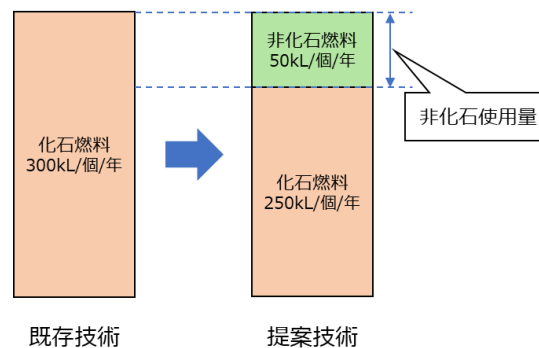 非化石燃料
50kL/個/年
非化石使用量
化石燃料
300kL/個/年
化石燃料
250kL/個/年
既存技術
提案技術